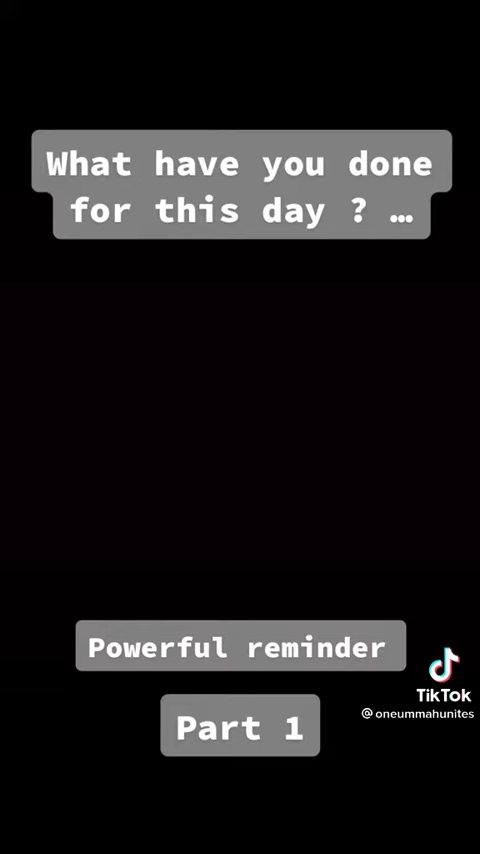 What have you done
for this day ? …
Powerful reminder
Part 1
TikTok
@oneummahunites